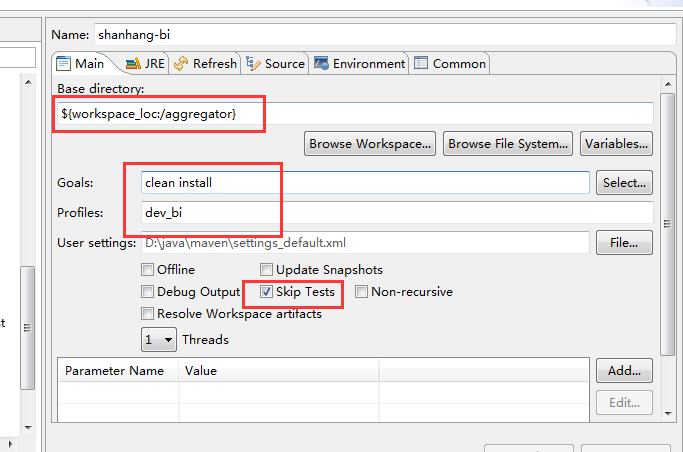 Name: shanhang-bi
Main JRE Refresh Source Environment Common
Base directory:
${workspace_loc:/aggregator}
Browse Workspace... Browse File System... Variables...
Goals: clean install Select...
Profiles: dev_bi
User settings: D:\java\maven\settings_default.xml File...
Offline Update Snapshots
Debug Output Skip Tests Non-recursive
Resolve Workspace artifacts
st
1 Threads
Parameter Name Value Add...
Edit...